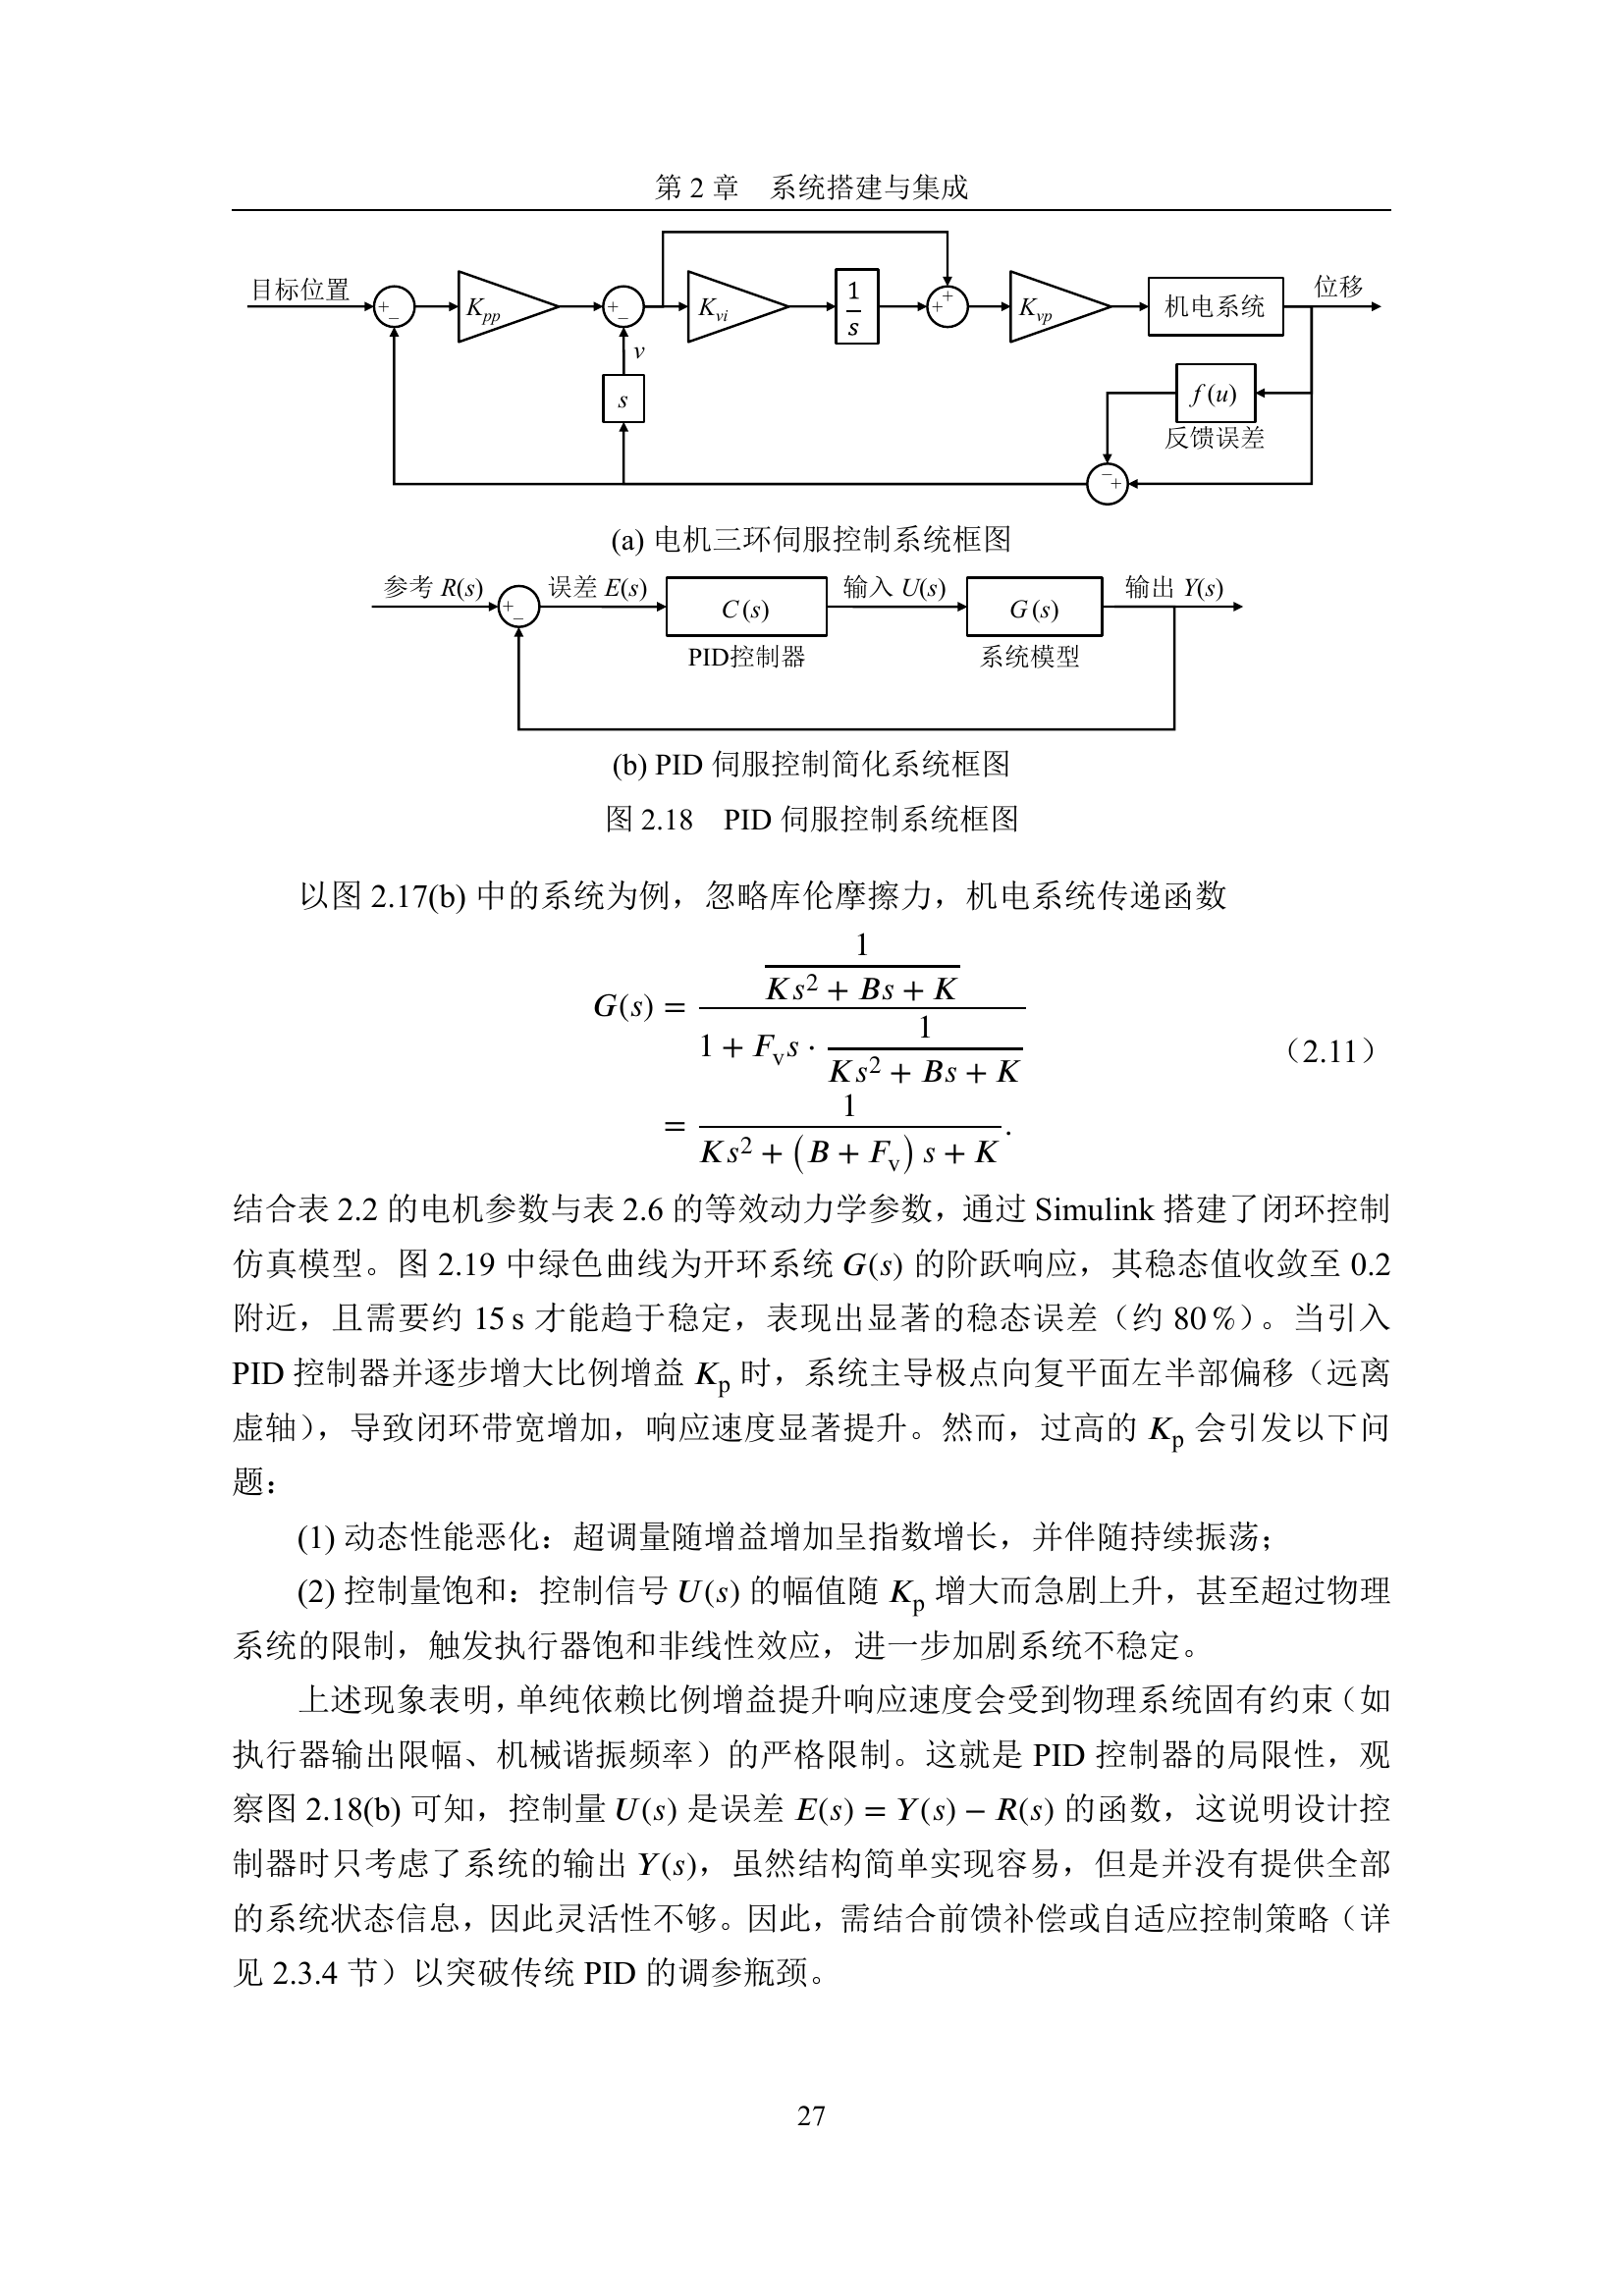 第 2 章 系统搭建与集成
目标位置
+
−
Kpp
+
−
Kvi
1
s
+
+
Kvp
机电系统
位移
v
s
f (u)
反馈误差
−
+
(a) 电机三环伺服控制系统框图
参考 R(s)
+
−
误差 E(s)
C (s)
PID控制器
输入 U(s)
G (s)
系统模型
输出 Y(s)
(b) PID 伺服控制简化系统框图
图 2.18 PID 伺服控制系统框图
以图 2.17(b) 中的系统为例，忽略库伦摩擦力，机电系统传递函数
G(s) = \frac{\frac{1}{Ks^2 + Bs + K}}{1 + F_v s · \frac{1}{Ks^2 + Bs + K}}
（2.11）
= \frac{1}{Ks^2 + (B + F_v) s + K}.
结合表 2.2 的电机参数与表 2.6 的等效动力学参数，通过 Simulink 搭建了闭环控制
仿真模型。图 2.19 中绿色曲线为开环系统 G(s) 的阶跃响应，其稳态值收敛至 0.2
附近，且需要约 15 s 才能趋于稳定，表现出显著的稳态误差（约 80 %）。当引入
PID 控制器并逐步增大比例增益 Kp 时，系统主导极点向复平面左半部偏移（远离
虚轴），导致闭环带宽增加，响应速度显著提升。然而，过高的 Kp 会引发以下问
题：
(1) 动态性能恶化：超调量随增益增加呈指数增长，并伴随持续振荡；
(2) 控制量饱和：控制信号 U(s) 的幅值随 Kp 增大而急剧上升，甚至超过物理
系统的限制，触发执行器饱和非线性效应，进一步加剧系统不稳定。
上述现象表明，单纯依赖比例增益提升响应速度会受到物理系统固有约束（如
执行器输出限幅、机械谐振频率）的严格限制。这就是 PID 控制器的局限性，观
察图 2.18(b) 可知，控制量 U(s) 是误差 E(s) = Y(s) − R(s) 的函数，这说明设计控
制器时只考虑了系统的输出 Y(s)，虽然结构简单实现容易，但是并没有提供全部
的系统状态信息，因此灵活性不够。因此，需结合前馈补偿或自适应控制策略（详
见 2.3.4 节）以突破传统 PID 的调参瓶颈。
27